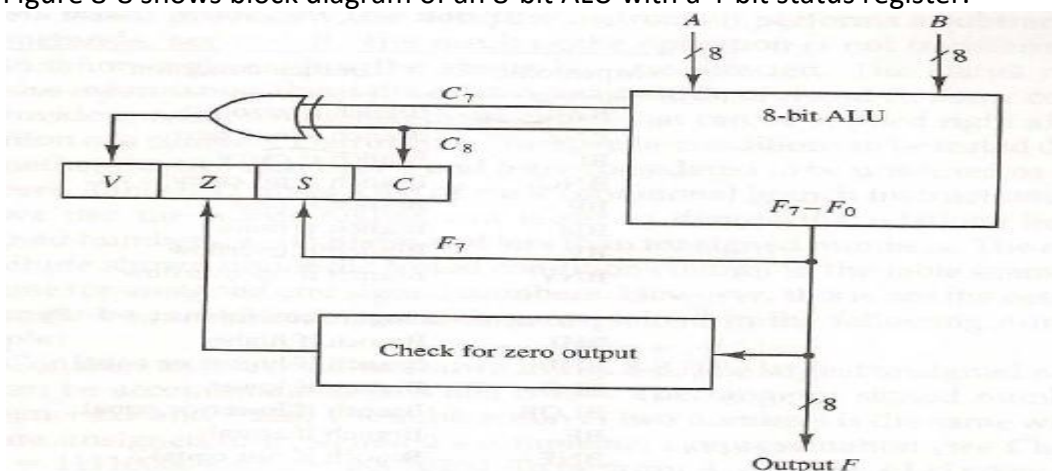 Figure 8-8 shows block diagram of an 8-bit ALU with a 4-bit status register.
A
B
8
8
C7
8-bit ALU
C8
V Z S C
F7 - F0
F7
Check for zero output
8
Output F